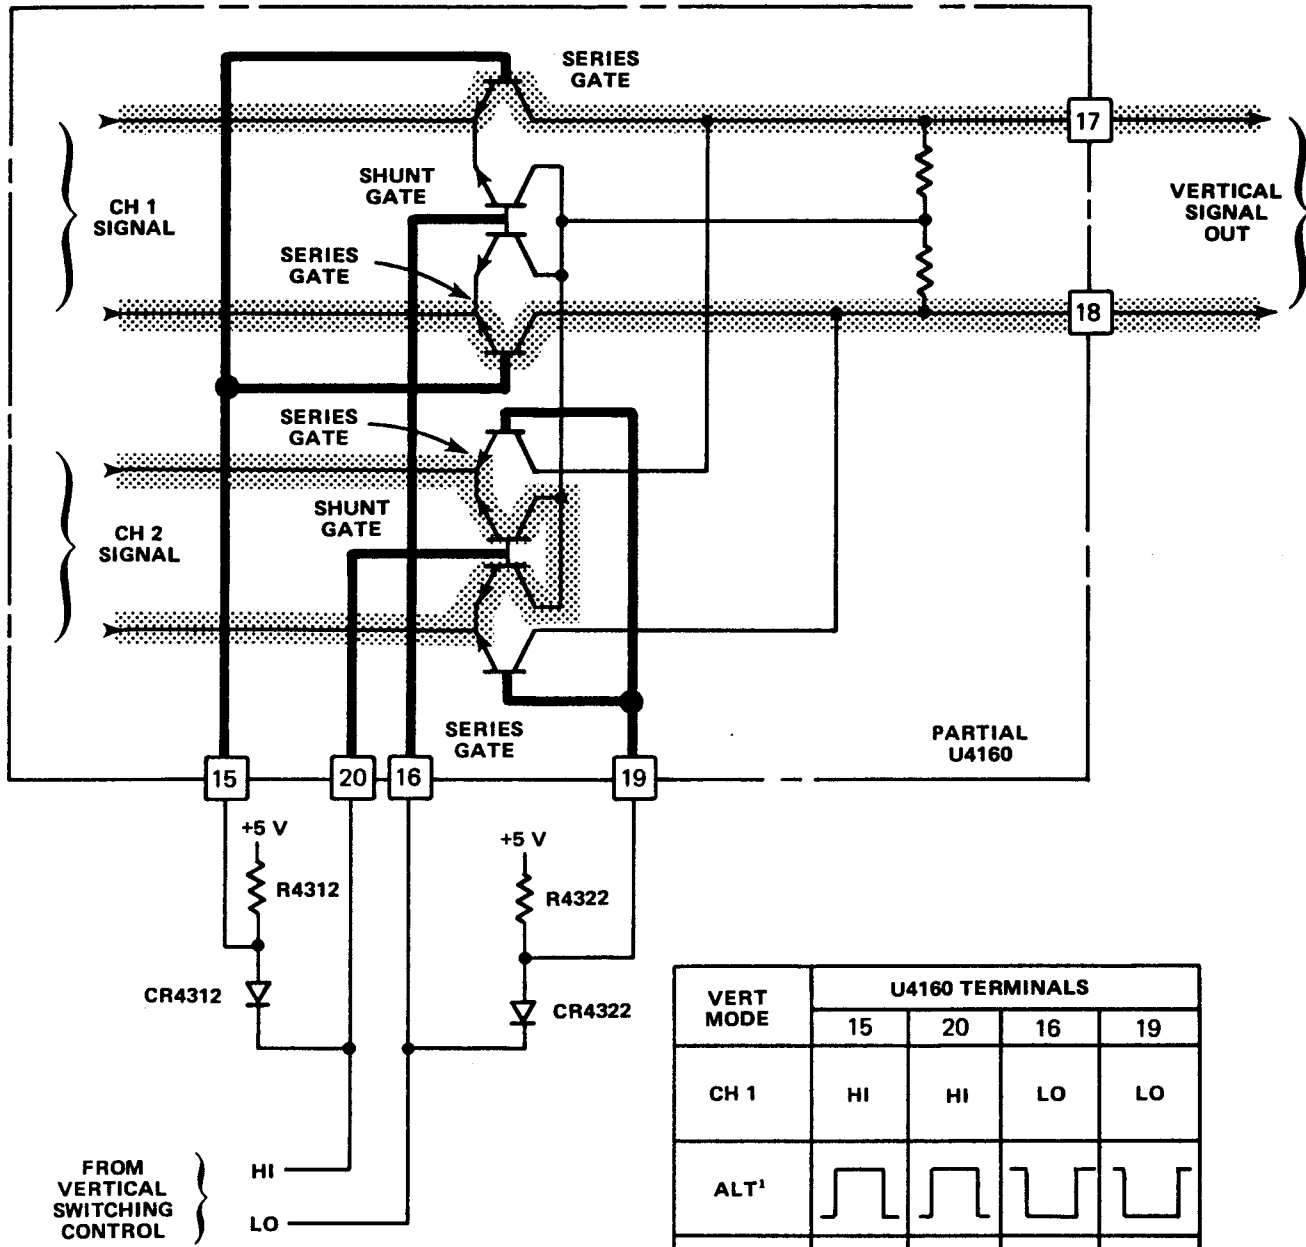 SERIES
GATE
17
SHUNT
GATE
CH 1
SIGNAL
VERTICAL
SIGNAL
OUT
SERIES
GATE
18
SERIES
GATE
SHUNT
GATE
CH 2
SIGNAL
SERIES
GATE
PARTIAL
U4160
15
20
16
19
+5 V
R4312
CR4312
+5 V
R4322
CR4322
FROM
VERTICAL
SWITCHING
CONTROL
HI
LO
VERT
MODE
U4160 TERMINALS
15 20 16 19
CH 1 HI HI LO LO
ALT¹